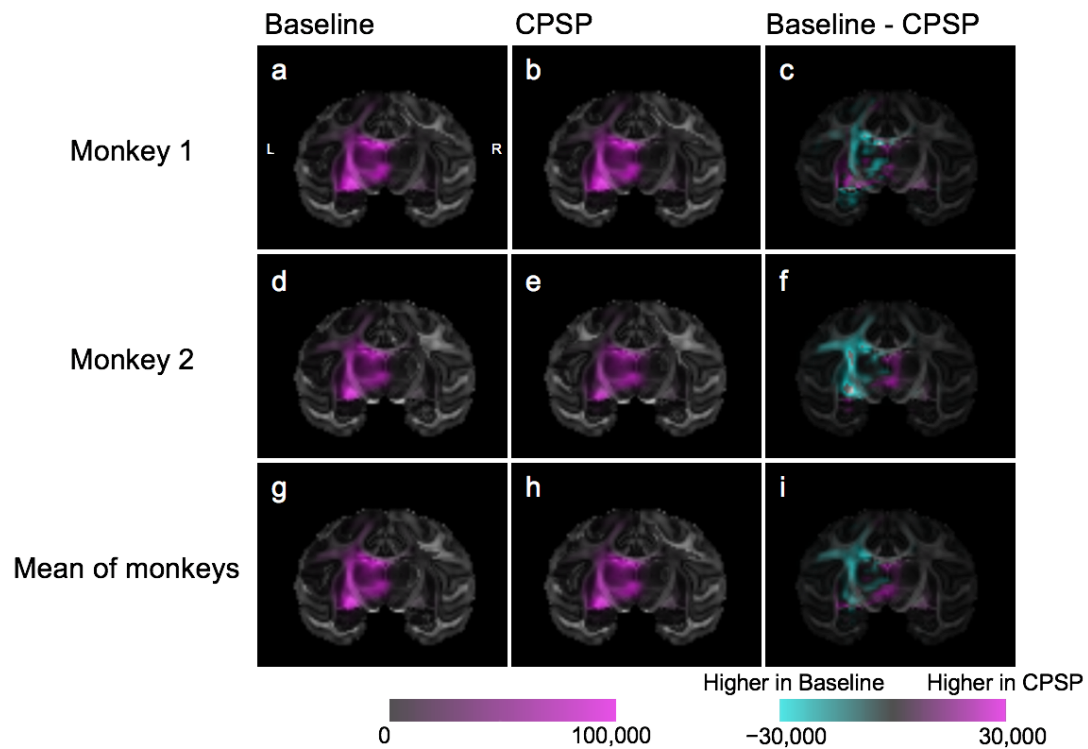 Baseline
CPSP
Baseline - CPSP
Monkey 1
a
L
R
b
c
Monkey 2
d
e
f
Mean of monkeys
g
h
i
Higher in Baseline
Higher in CPSP
0
100,000
−30,000
30,000